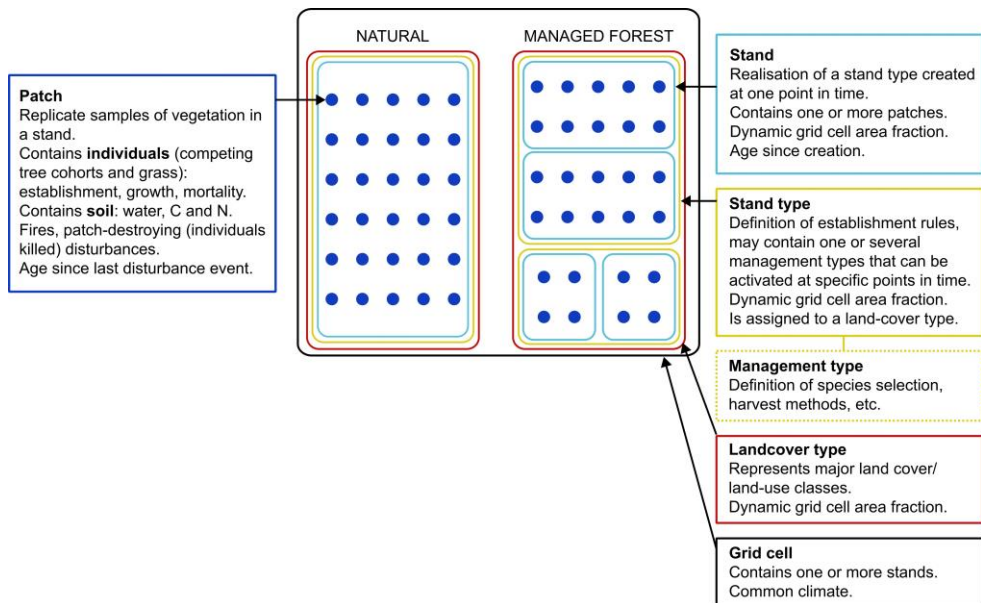 NATURAL
MANAGED FOREST
Patch
Replicate samples of vegetation in
a stand.
Contains individuals (competing
tree cohorts and grass):
establishment, growth, mortality.
Contains soil: water, C and N.
Fires, patch-destroying (individuals
killed) disturbances.
Age since last disturbance event.
Stand
Realisation of a stand type created
at one point in time.
Contains one or more patches.
Dynamic grid cell area fraction.
Age since creation.
Stand type
Definition of establishment rules,
may contain one or several
management types that can be
activated at specific points in time.
Dynamic grid cell area fraction.
Is assigned to a land-cover type.
Management type
Definition of species selection,
harvest methods, etc.
Landcover type
Represents major land cover/
land-use classes.
Dynamic grid cell area fraction.
Grid cell
Contains one or more stands.
Common climate.